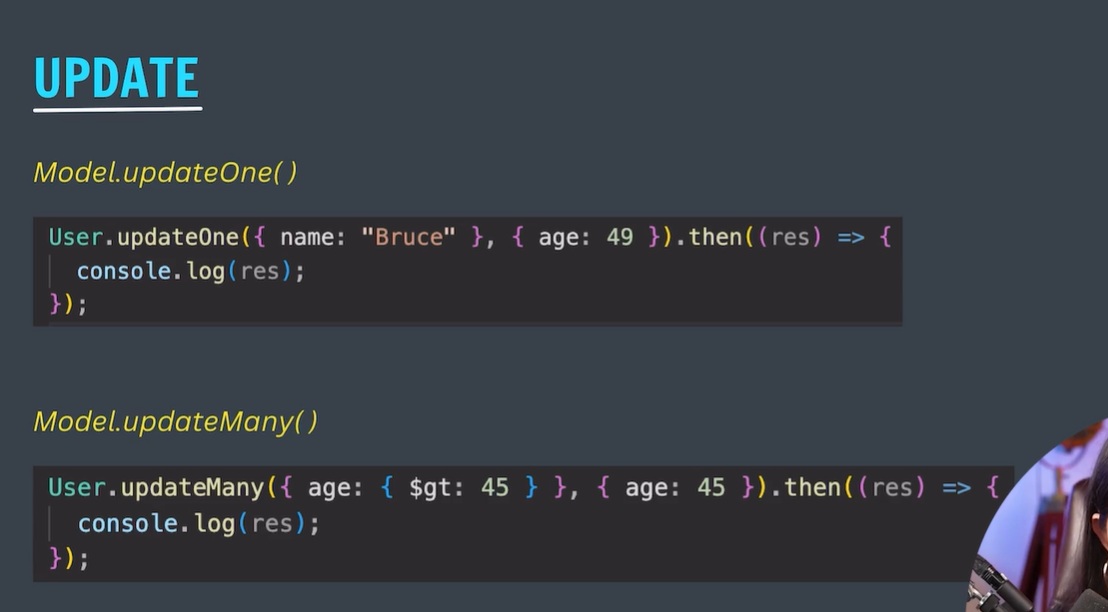 UPDATE
Model.updateOne( )
User.updateOne({ name: "Bruce" }, { age: 49 }).then((res) => {
  console.log(res);
});
Model.updateMany( )
User.updateMany({ age: { $gt: 45 } }, { age: 45 }).then((res) => {
  console.log(res);
});